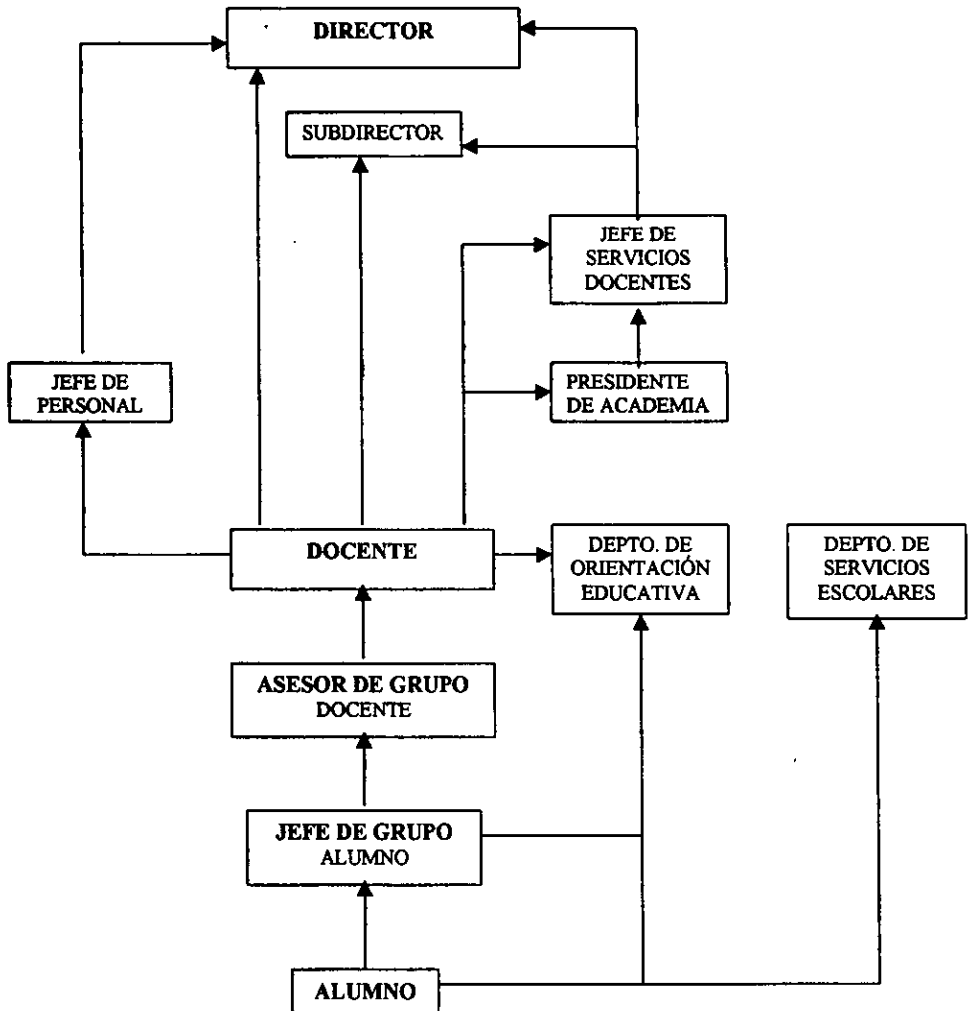 DIRECTOR
SUBDIRECTOR
JEFE DE
SERVICIOS
DOCENTES
JEFE DE
PERSONAL
PRESIDENTE
DE ACADEMIA
DOCENTE
DEPTO. DE
ORIENTACIÓN
EDUCATIVA
DEPTO. DE
SERVICIOS
ESCOLARES
ASESOR DE GRUPO
DOCENTE
JEFE DE GRUPO
ALUMNO
ALUMNO